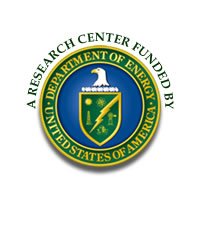 A RESEARCH CENTER FUNDED BY
DEPARTMENT OF ENERGY
UNITED STATES OF AMERICA